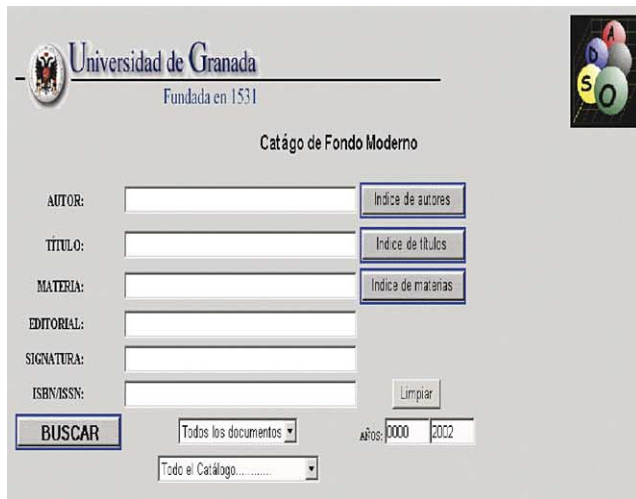 Universidad de Granada
Fundada en 1531
A
D
S
O
Catágo de Fondo Moderno
AUTOR: Indice de autores
TÍTULO: Indice de títulos
MATERIA: Indice de materias
EDITORIAL:
SIGNATURA:
ISBN/ISSN: Limpiar
BUSCAR Todos los documentos AÑOS: 0000 2002
Todo el Catálogo............